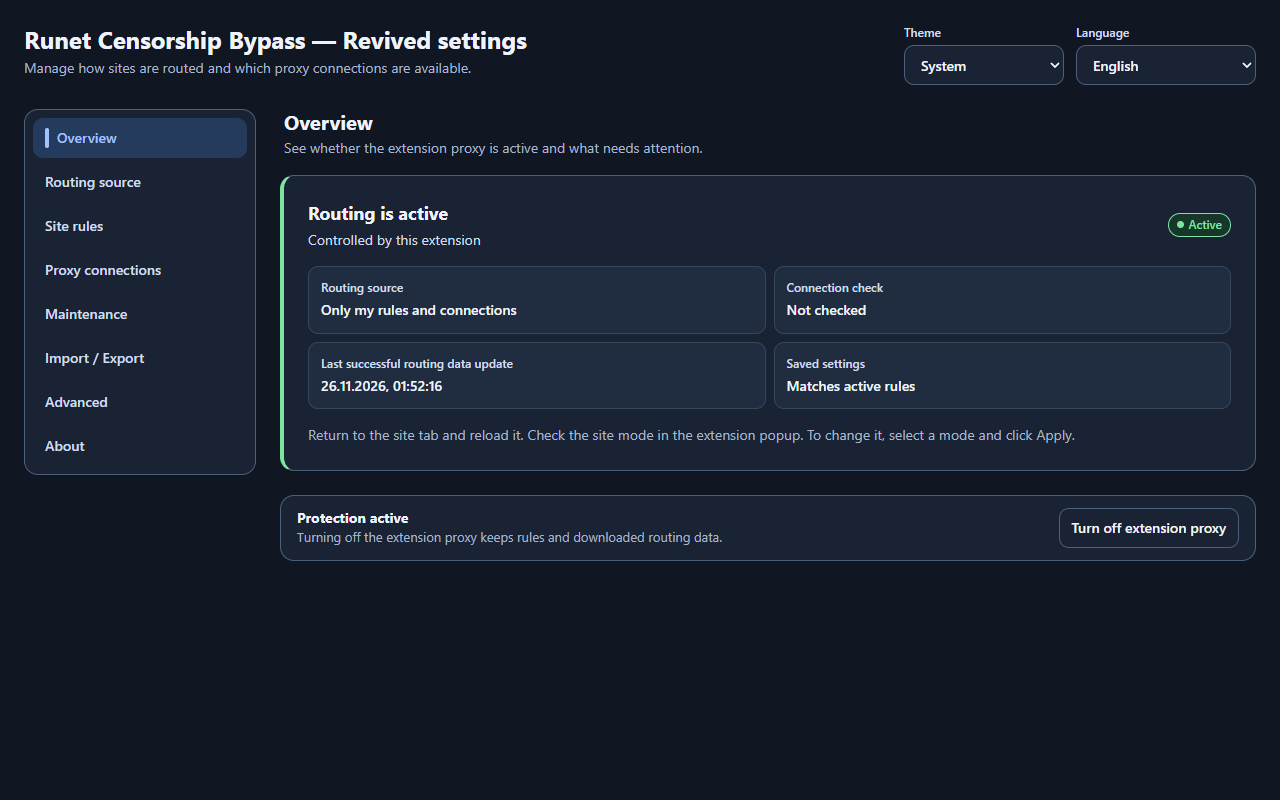 Runet Censorship Bypass — Revived settings
Manage how sites are routed and which proxy connections are available.
Theme
System
Language
English
Overview
Routing source
Site rules
Proxy connections
Maintenance
Import / Export
Advanced
About
Overview
See whether the extension proxy is active and what needs attention.
Routing is active
Controlled by this extension
Active
Routing source
Only my rules and connections
Connection check
Not checked
Last successful routing data update
26.11.2026, 01:52:16
Saved settings
Matches active rules
Return to the site tab and reload it. Check the site mode in the extension popup. To change it, select a mode and click Apply.
Protection active
Turning off the extension proxy keeps rules and downloaded routing data.
Turn off extension proxy